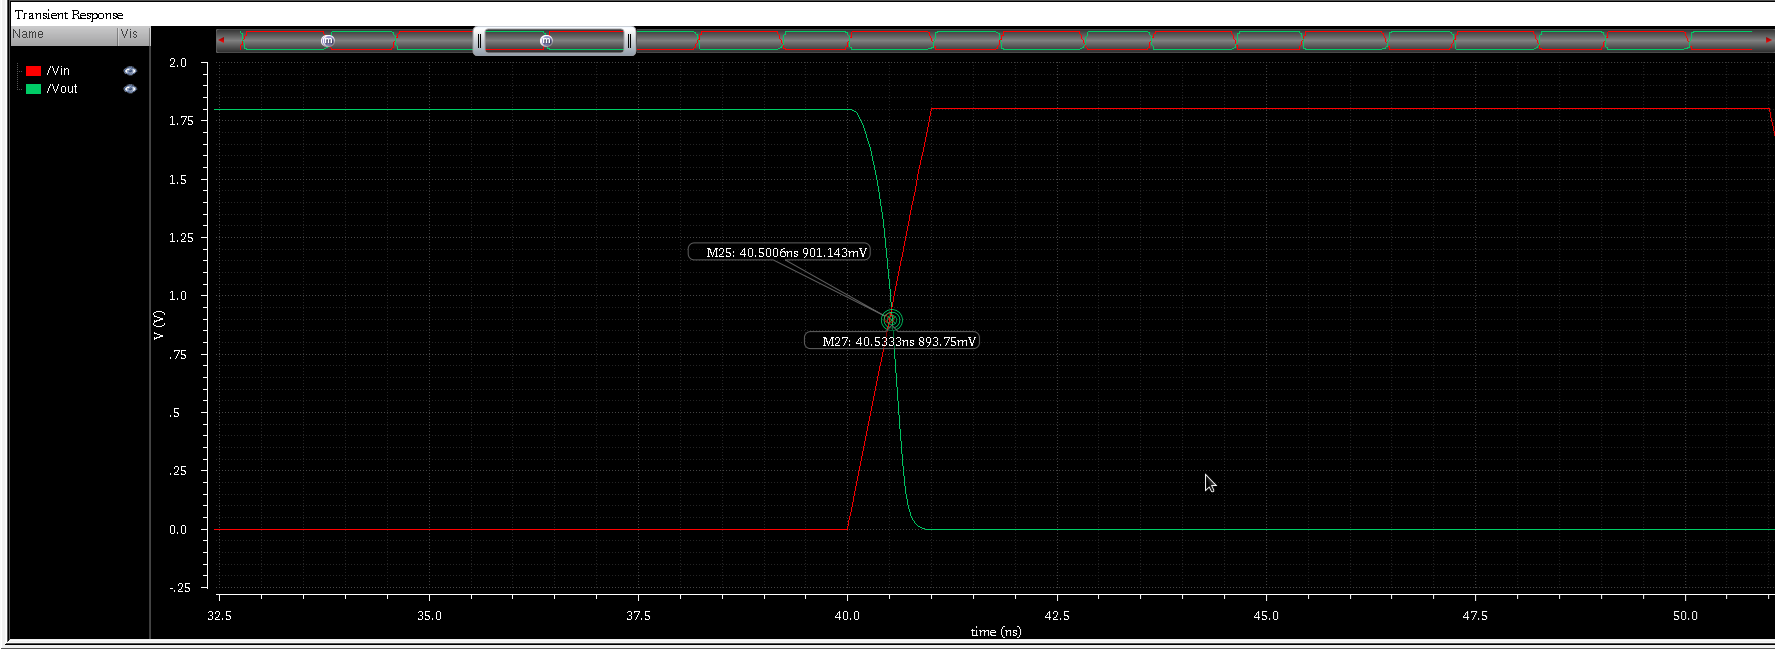 Transient Response
Name Vis
/Vin
/Vout
2.0
1.75
1.5
1.25
1.0
.75
.5
.25
0.0
-.25
V (V)
M25: 40.5006ns 901.143mV
M27: 40.5333ns 893.75mV
32.5 35.0 37.5 40.0 42.5 45.0 47.5 50.0
time (ns)